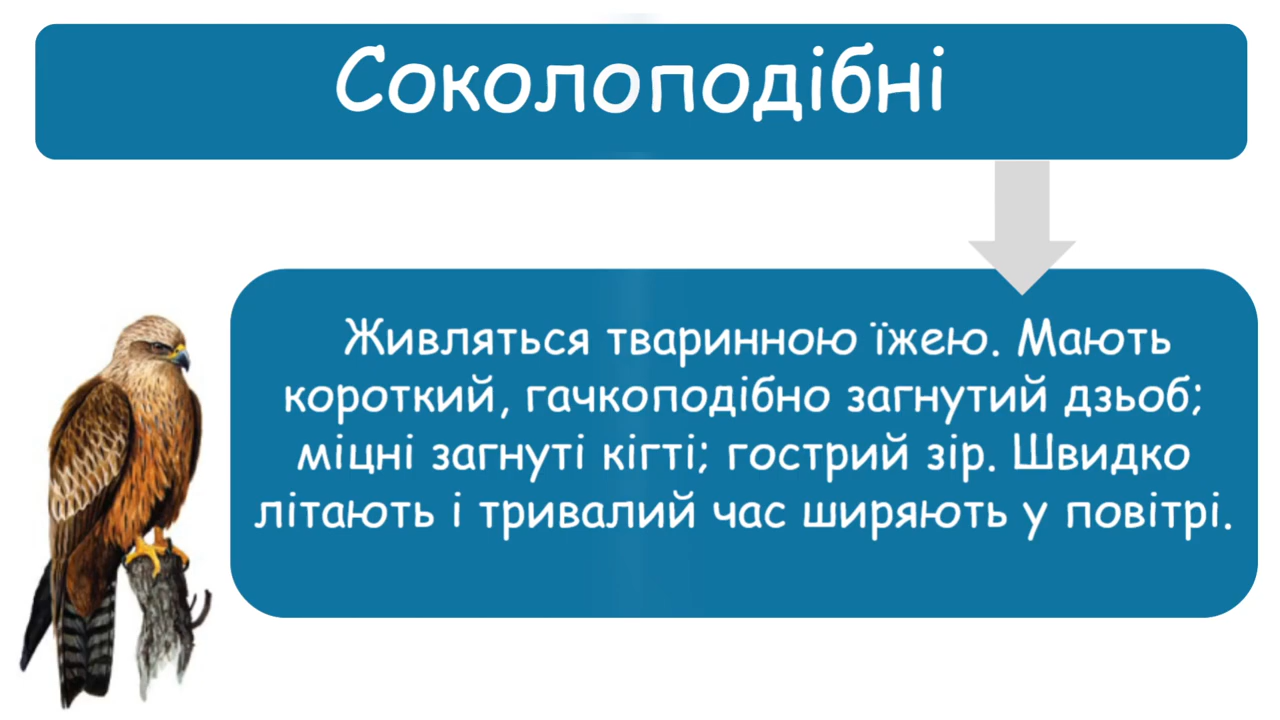 Соколоподібні
Живляться тваринною їжею. Мають
короткий, гачкоподібно загнутий дзьоб;
міцні загнуті кігті; гострий зір. Швидко
літають і тривалий час ширяють у повітрі.